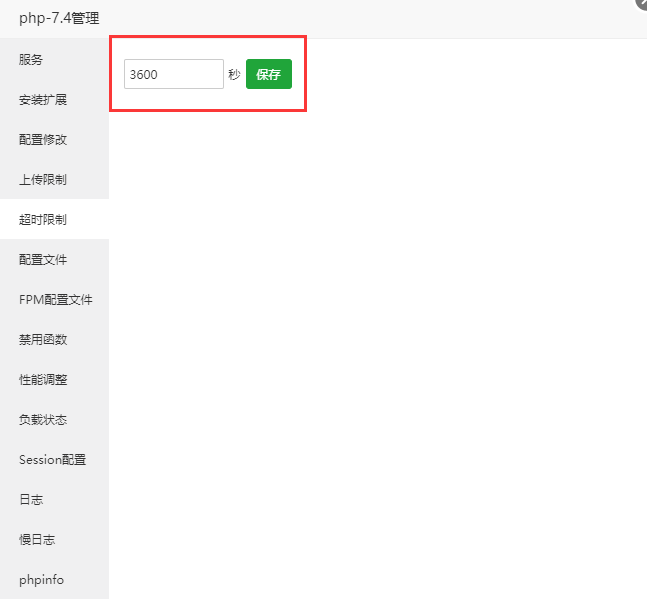 php-7.4管理
服务
3600 秒 保存
安装扩展
配置修改
上传限制
超时限制
配置文件
FPM配置文件
禁用函数
性能调整
负载状态
Session配置
日志
慢日志
phpinfo